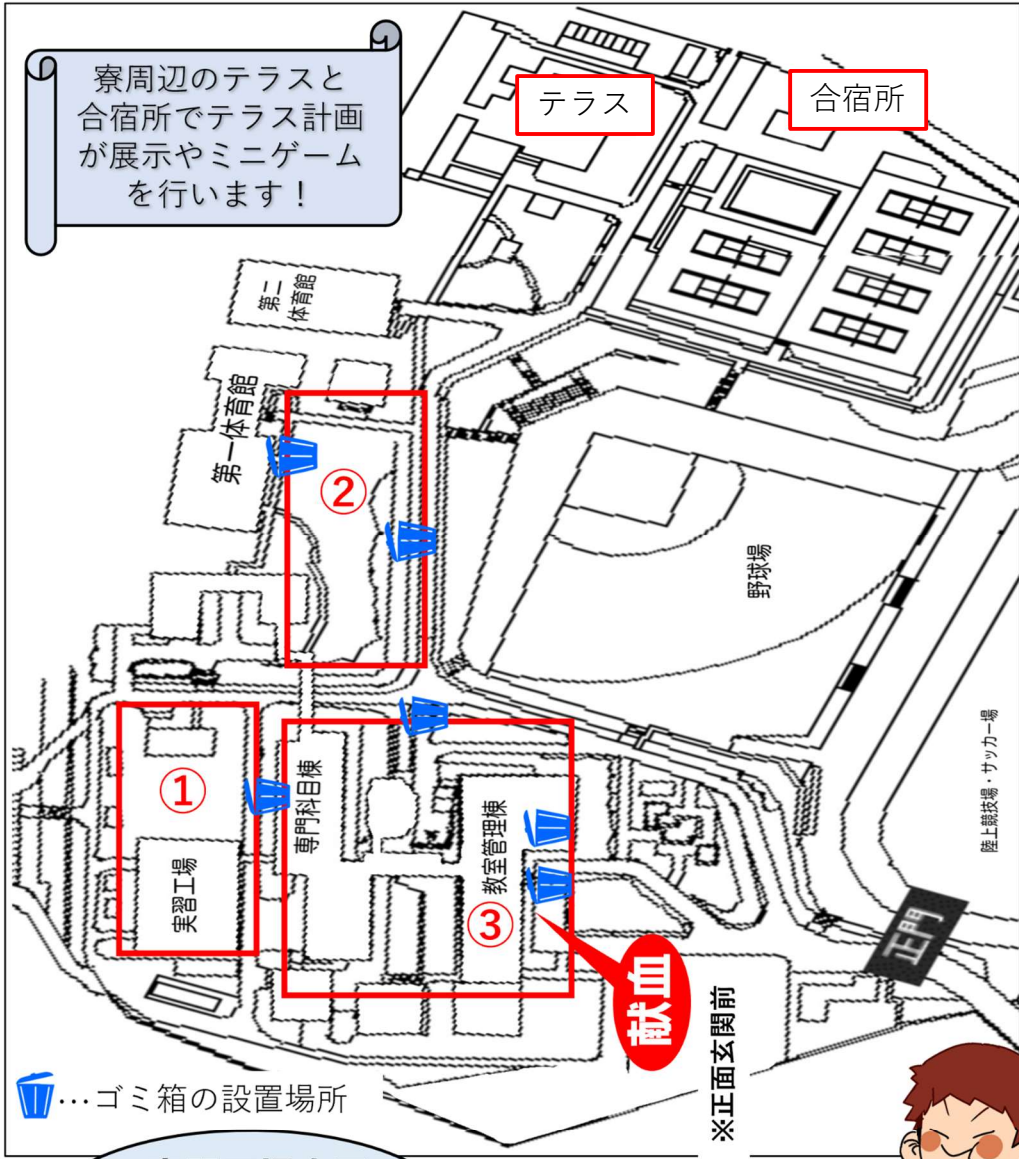 寮周辺のテラスと
合宿所でテラス計画
が展示やミニゲーム
を行います！
テラス
合宿所
第二
体育館
第一体育館
②
野球場
①
実習工場
専門科目棟
教室管理棟
③
陸上競技場・サッカー場
正門
献血
※正面玄関前
…ゴミ箱の設置場所